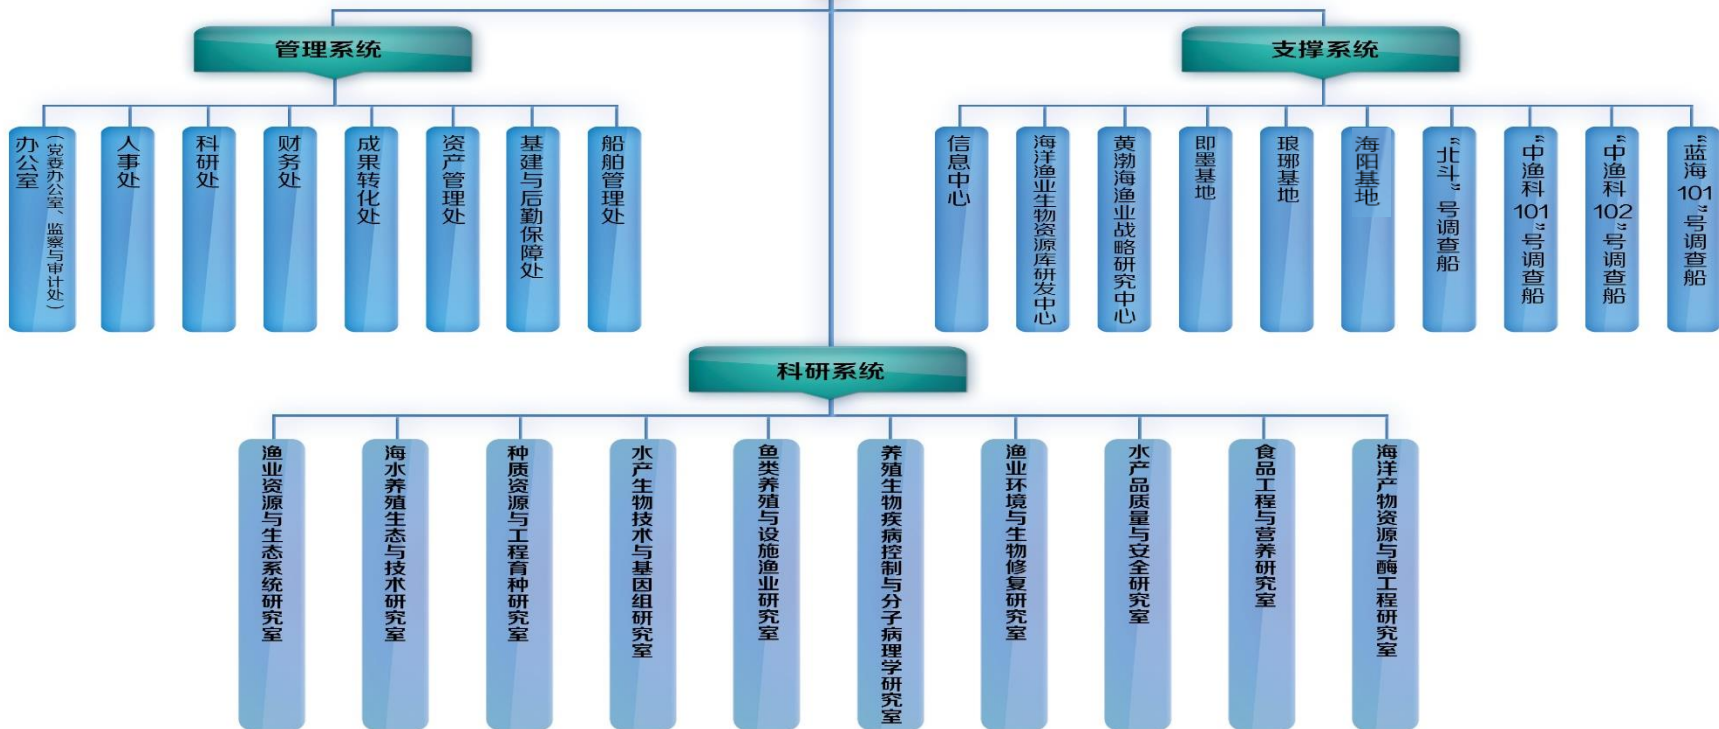 管理系统
支撑系统
办公室
（党委办公室、监察与审计处）
人事处
科研处
财务处
成果转化处
资产管理处
基建与后勤保障处
船舶管理处
信息中心
海洋渔业生物资源库研发中心
黄渤海渔业战略研究中心
即墨基地
琅琊基地
海阳基地
“北斗”号调查船
“中渔科101”号调查船
“中渔科102”号调查船
“蓝海101”号调查船
科研系统
渔业资源与生态系统研究室
海水养殖生态与技术研究室
种质资源与工程育种研究室
水产生物技术与基因组研究室
鱼类养殖与设施渔业研究室
养殖生物疾病控制与分子病理学研究室
渔业环境与生物修复研究室
水产品质量与安全研究室
食品工程与营养研究室
海洋产物资源与酶工程研究室